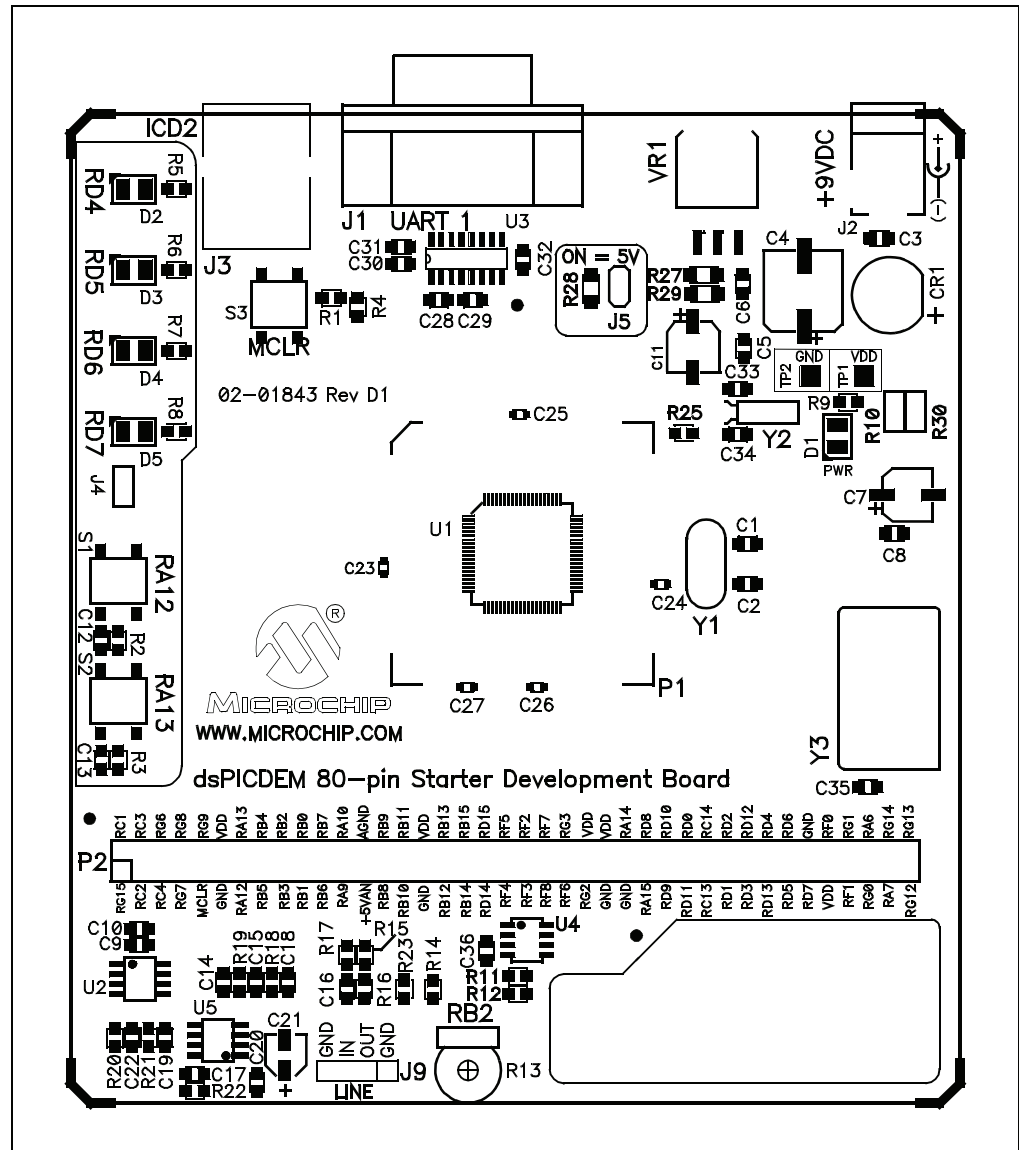 ICD2
R5
RD4
D2
J3
R6
RD5
D3
S3
R1
R4
MCLR
R7
RD6
D4
02-01843 Rev D1
R8
RD7
D5
J4
J1 UART 1
U3
C31
C30
C32
C28
C29
ON = 5V
R28
J5
VR1
+9VDC
+
(-)
J2
C3
C4
+
R27
R29
C6
CR1
+
+
C11
C5
C33
GND
TP2
VDD
TP1
R9
R10
R30
C25
R25
Y2
C34
D1
PWR
C7
+
C8
U1
C23
C24
C1
C2
Y1
S1
RA12
C12
R2
S2
RA13
C13
R3
®
MICROCHIP
WWW.MICROCHIP.COM
C27
C26
P1
Y3
C35
dsPICDEM 80-pin Starter Development Board
RC1 RC3 RG6 RG8 RG9 VDD RA13 RB4 RB2 RB0 RB7 RA10 AGND RB9 RB11 VDD RB13 RB15 RD15 RF5 RF2 RF7 RG3 VDD VDD RA14 RD8 RD10 RD0 RC14 RD2 RD12 RD4 RD6 GND RF0 RG1 RA6 RG14 RG13
P2
RG15 RC2 RC4 RG7 MCLR GND RA12 RB5 RB3 RB1 RB6 RA9 +5VAN RB8 RB10 GND RB12 RB14 RD14 RF4 RF3 RF8 RF6 RG2 GND GND RA15 RD9 RD11 RC13 RD1 RD3 RD13 RD5 RD7 VDD RF1 RG0 RA7 RG12
C10
C9
U2
C14
R19
C15
R18
C18
R17
R15
C16
R16
R23
R14
C36
U4
R11
R12
R20
C22
R21
C19
U5
C17
R22
C20
C21
+
GND
IN
OUT
GND
J9
LINE
RB2
R13